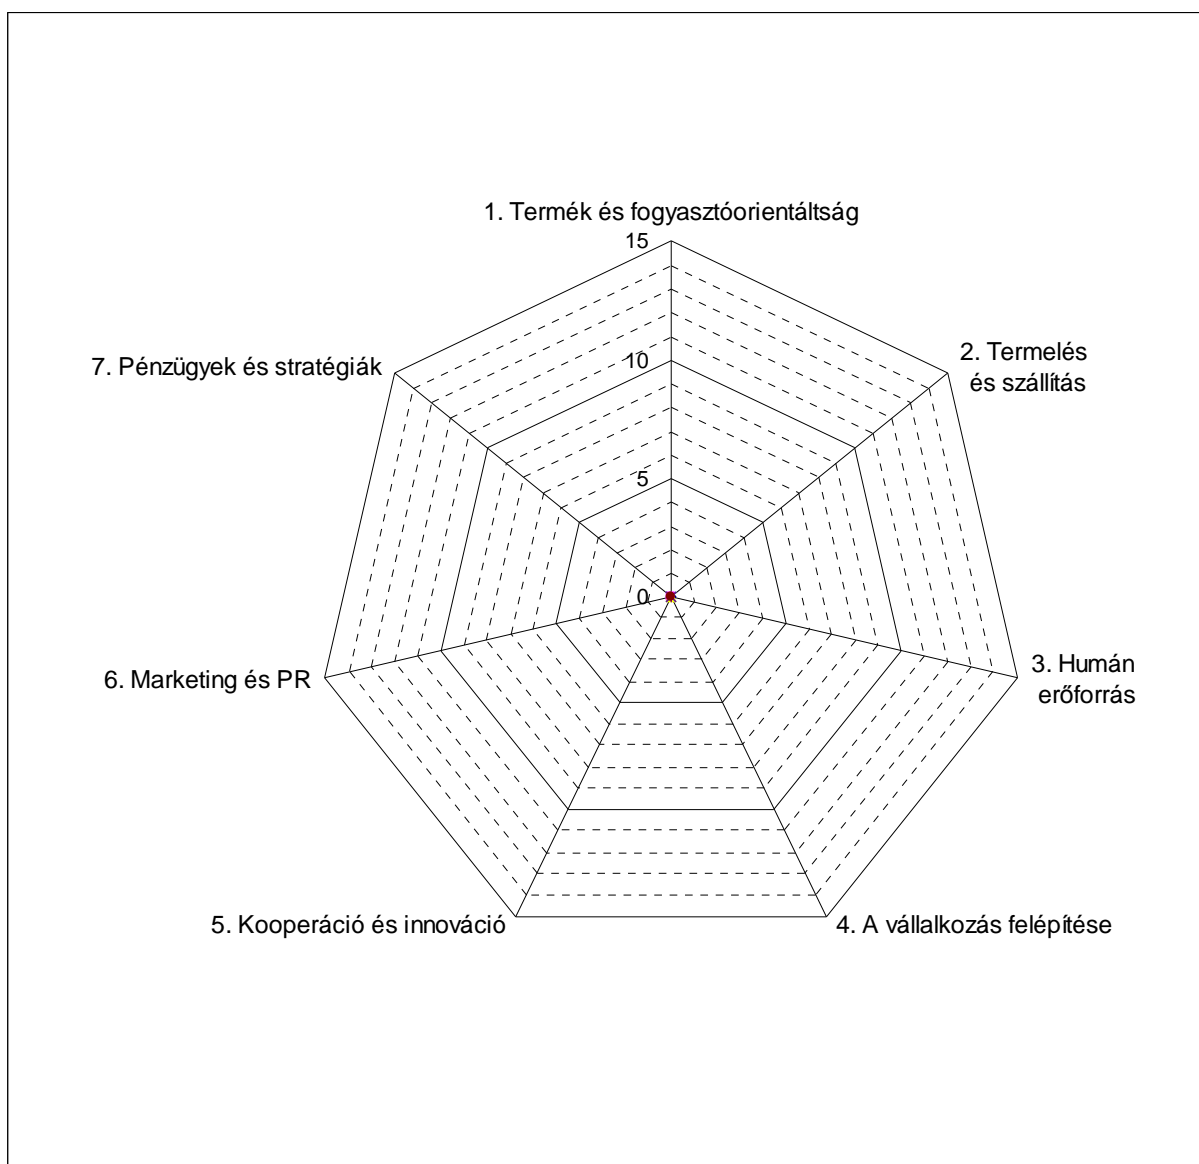 1. Termék és fogyasztóorientáltság
15
2. Termelés
és szállítás
10
7. Pénzügyek és stratégiák
5
0
3. Humán
erőforrás
6. Marketing és PR
5. Kooperáció és innováció
4. A vállalkozás felépítése